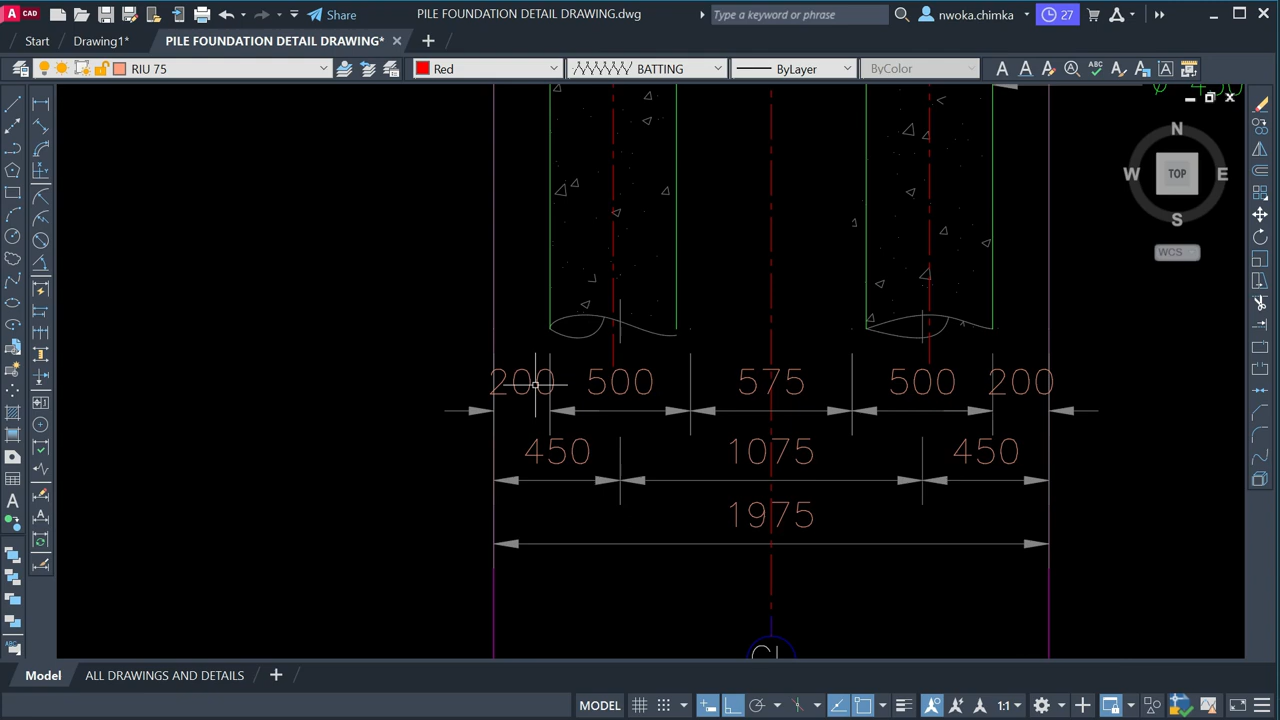 A CAD Share PILE FOUNDATION DETAIL DRAWING.dwg Type a keyword or phrase nwoka.chimka 27
Start Drawing1* PILE FOUNDATION DETAIL DRAWING*
RIU 75 Red BATTING ByLayer ByColor
N
W TOP E
S
WCS
200 500 575 500 200
450 1075 450
1975
CL
Model ALL DRAWINGS AND DETAILS
MODEL 1:1